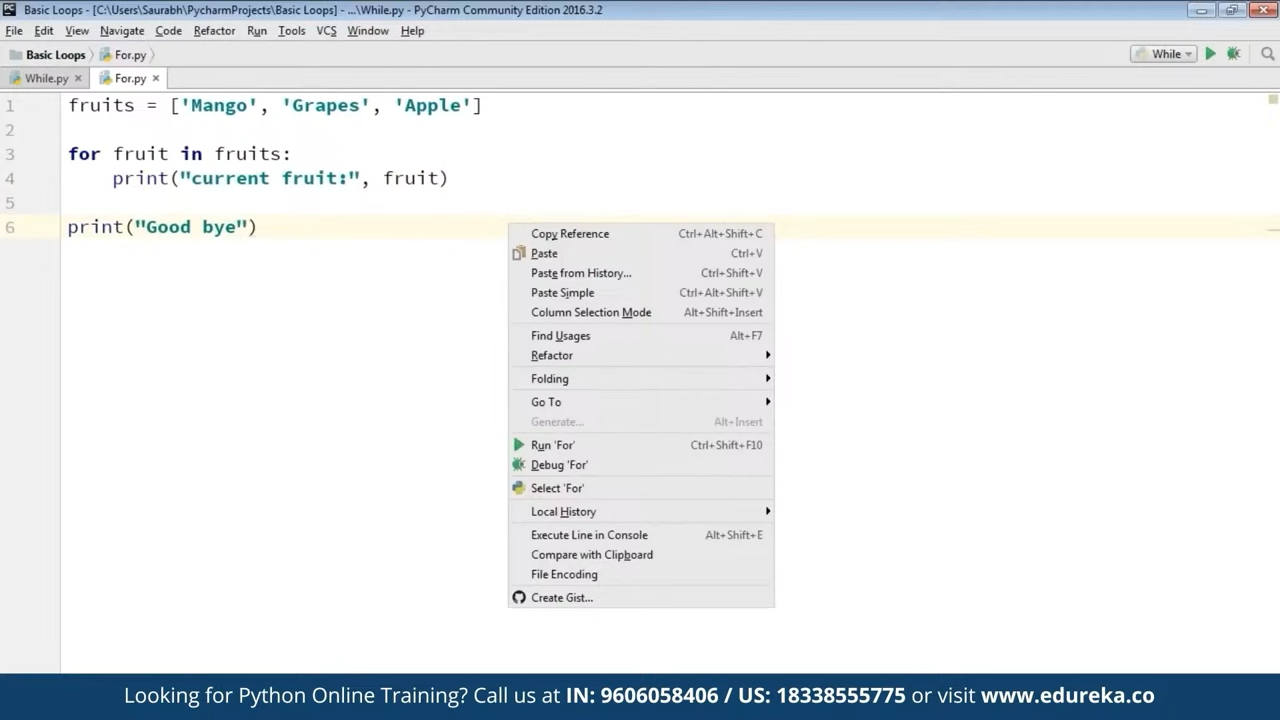 Basic Loops - [C:\Users\Saurabh\PycharmProjects\Basic Loops] - ...\While.py - PyCharm Community Edition 2016.3.2
File Edit View Navigate Code Refactor Run Tools VCS Window Help
Basic Loops For.py While
While.py For.py
1 fruits = ['Mango', 'Grapes', 'Apple']
2
3 for fruit in fruits:
4 print("current fruit:", fruit)
5
6 print("Good bye")
Copy Reference Ctrl+Alt+Shift+C
Paste Ctrl+V
Paste from History... Ctrl+Shift+V
Paste Simple Ctrl+Alt+Shift+V
Column Selection Mode Alt+Shift+Insert
Find Usages Alt+F7
Refactor
Folding
Go To
Generate... Alt+Insert
Run 'For' Ctrl+Shift+F10
Debug 'For'
Select 'For'
Local History
Execute Line in Console Alt+Shift+E
Compare with Clipboard
File Encoding
Create Gist...
Looking for Python Online Training? Call us at IN: 9606058406 / US: 18338555775 or visit www.edureka.co